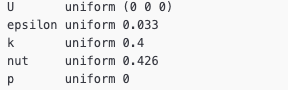 U       uniform (0 0 0)
epsilon uniform 0.033
k       uniform 0.4
nut     uniform 0.426
p       uniform 0